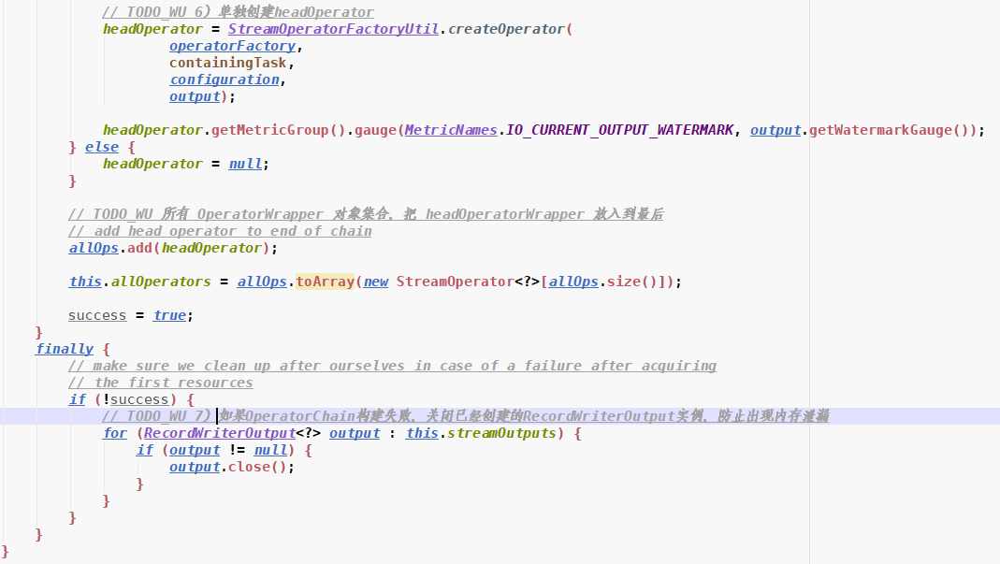 // TODO_WU 6）单独创建headOperator
headOperator = StreamOperatorFactoryUtil.createOperator(
operatorFactory,
containingTask,
configuration,
output);
headOperator.getMetricGroup().gauge(MetricNames.IO_CURRENT_OUTPUT_WATERMARK, output.getWatermarkGauge());
} else {
headOperator = null;
}
// TODO_WU 所有 OperatorWrapper 对象集合，把 headOperatorWrapper 放入到最后
// add head operator to end of chain
allOps.add(headOperator);
this.allOperators = allOps.toArray(new StreamOperator<?>[allOps.size()]);
success = true;
}
finally {
// make sure we clean up after ourselves in case of a failure after acquiring
// the first resources
if (!success) {
// TODO_WU 7）如果OperatorChain构建失败，关闭已经创建的RecordWriterOutput实例，防止出现内存泄漏
for (RecordWriterOutput<?> output : this.streamOutputs) {
if (output != null) {
output.close();
}
}
}
}
}